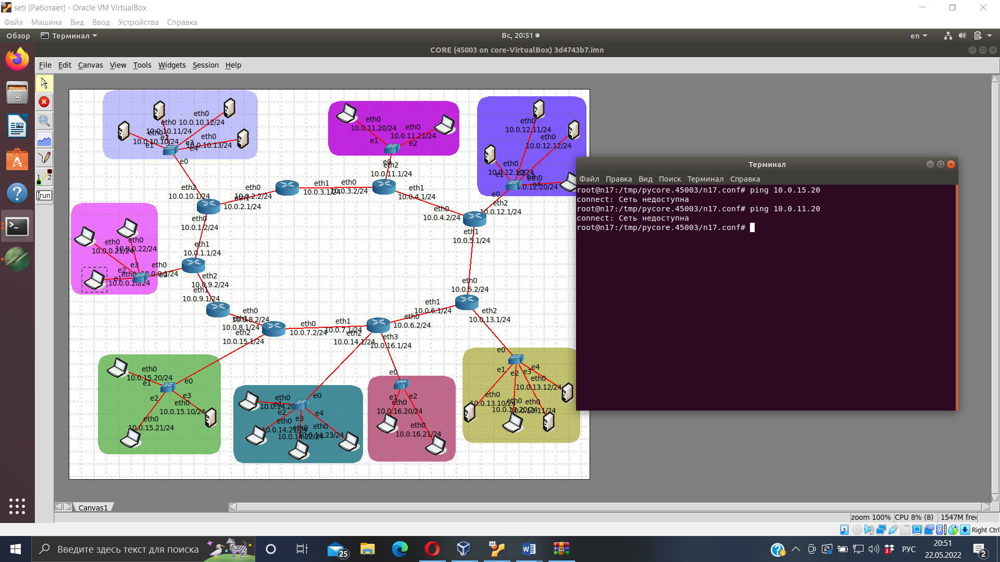 seti [Работает] - Oracle VM VirtualBox
Файл Машина Вид Ввод Устройства Справка
Обзор Терминал Вс, 20:51 en
CORE (45003 on core-VirtualBox) 3d4743b7.imn
File Edit Canvas View Tools Widgets Session Help
eth0
10.0.10.12/24
eth0
10.0.10.11/24
eth0
10.0.10.13/24
10.0.10.10/24
e1
e3
e4
e0
eth0
10.0.11.20/24
eth0
10.0.11.21/24
e1
e2
eth0
10.0.12.11/24
eth0
10.0.12.12/24
eth0
10.0.12.10/24
e1
eth0
0.12.20/24
e0
eth2
10.0.11.1/24
eth2
10.0.10.1/24
eth0
10.0.2.2/24
eth1
10.0.3.1/24
eth0
10.0.3.2/24
eth1
10.0.4.1/24
10.0.2.1/24
eth0
10.0.4.2/24
eth2
10.0.12.1/24
eth0
10.0.1.2/24
eth1
10.0.5.1/24
eth0
10.0.0.21/24
eth0
10.0.0.22/24
eth1
10.0.1.1/24
e3
e2
e1
10.0.0.20/24
eth0
10.0.0.1/24
eth2
10.0.9.2/24
eth1
10.0.9.1/24
eth0
10.0.5.2/24
eth0
10.0.8.2/24
10.0.8.1/24
eth2
10.0.15.1/24
eth0
10.0.7.2/24
eth1
10.0.7.1/24
eth2
10.0.14.1/24
eth1
10.0.6.1/24
eth0
10.0.6.2/24
eth2
10.0.13.1/24
eth3
10.0.16.1/24
eth0
10.0.15.20/24
e1
e0
e2
e3
eth0
10.0.15.10/24
eth0
10.0.15.21/24
e0
eth0
e1
e2
e3
e4
eth0
10.0.14.21/24
10.0.14.22/24
eth0
10.0.14.23/24
e0
e1
e2
eth0
10.0.16.20/24
eth0
10.0.16.21/24
e0
e1
e2
e3
e4
eth0
10.0.13.12/24
eth0
10.0.13.10/24
eth0
10.0.13.20/24
eth0
10.0.13.11/24
1 2
run
Терминал
Файл Правка Вид Поиск Терминал Справка
root@n17:/tmp/pycore.45003/n17.conf# ping 10.0.15.20
connect: Сеть недоступна
root@n17:/tmp/pycore.45003/n17.conf# ping 10.0.11.20
connect: Сеть недоступна
root@n17:/tmp/pycore.45003/n17.conf#
Canvas1
zoom 100% CPU 8% (8) 1547M free
Right Ctrl
Введите здесь текст для поиска
25
64
3
РУС
20:51
22.05.2022
2